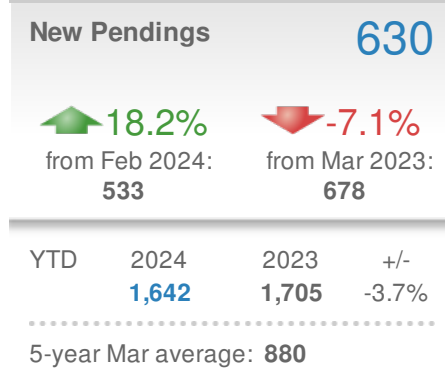 New Pendings 630
18.2% -7.1%
from Feb 2024: from Mar 2023:
533 678
YTD 2024 2023 +/-
1,642 1,705 -3.7%
5-year Mar average: 880